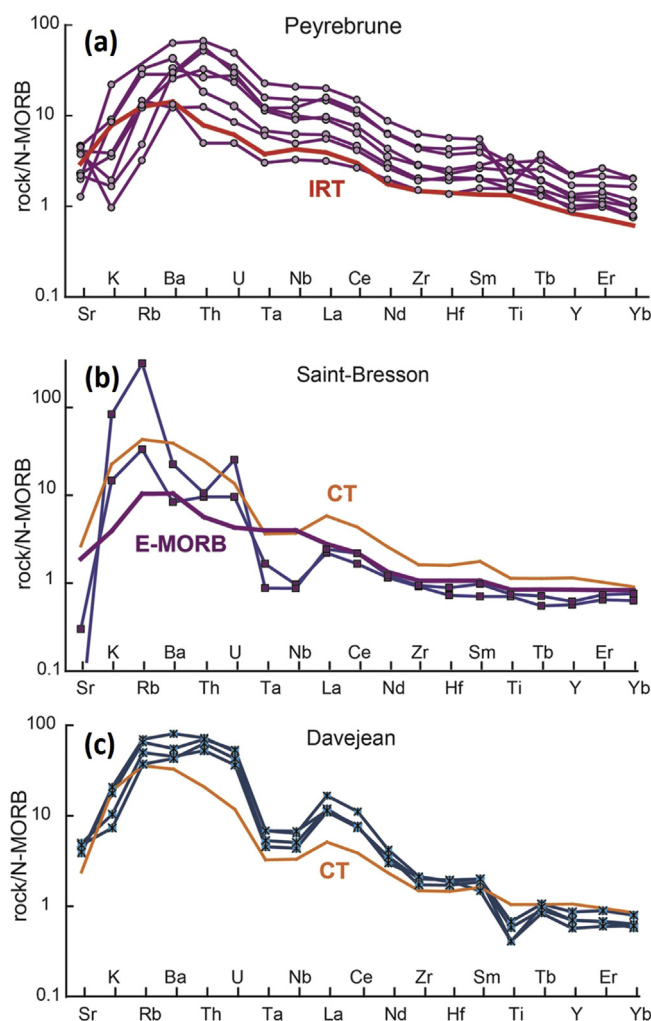 (a) Peyrebrune
100
10
1
0.1
rock/N-MORB
IRT
K Ba U Nb Ce Zr Sm Tb Er
Sr Rb Th Ta La Nd Hf Ti Y Yb
(b) Saint-Bresson
100
10
1
0.1
rock/N-MORB
CT
E-MORB
K Ba U Nb Ce Zr Sm Tb Er
Sr Rb Th Ta La Nd Hf Ti Y Yb
(c) Davejean
100
10
1
0.1
rock/N-MORB
CT
K Ba U Nb Ce Zr Sm Tb Er
Sr Rb Th Ta La Nd Hf Ti Y Yb